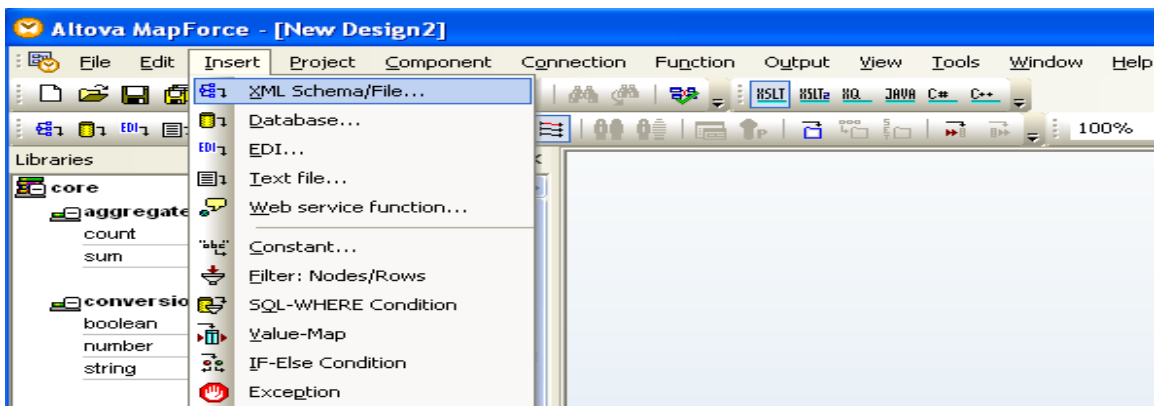 Altova MapForce - [New Design2]
File Edit Insert Project Component Connection Function Output View Tools Window Help
XML Schema/File...
XSLT XSLT2 XQ JAVA C# C++
Database...
EDI
100%
EDI...
Libraries
Text file...
core
Web service function...
aggregate
count
Constant...
sum
Filter: Nodes/Rows
SQL-WHERE Condition
conversio
boolean
Value-Map
number
IF-Else Condition
string
Exception